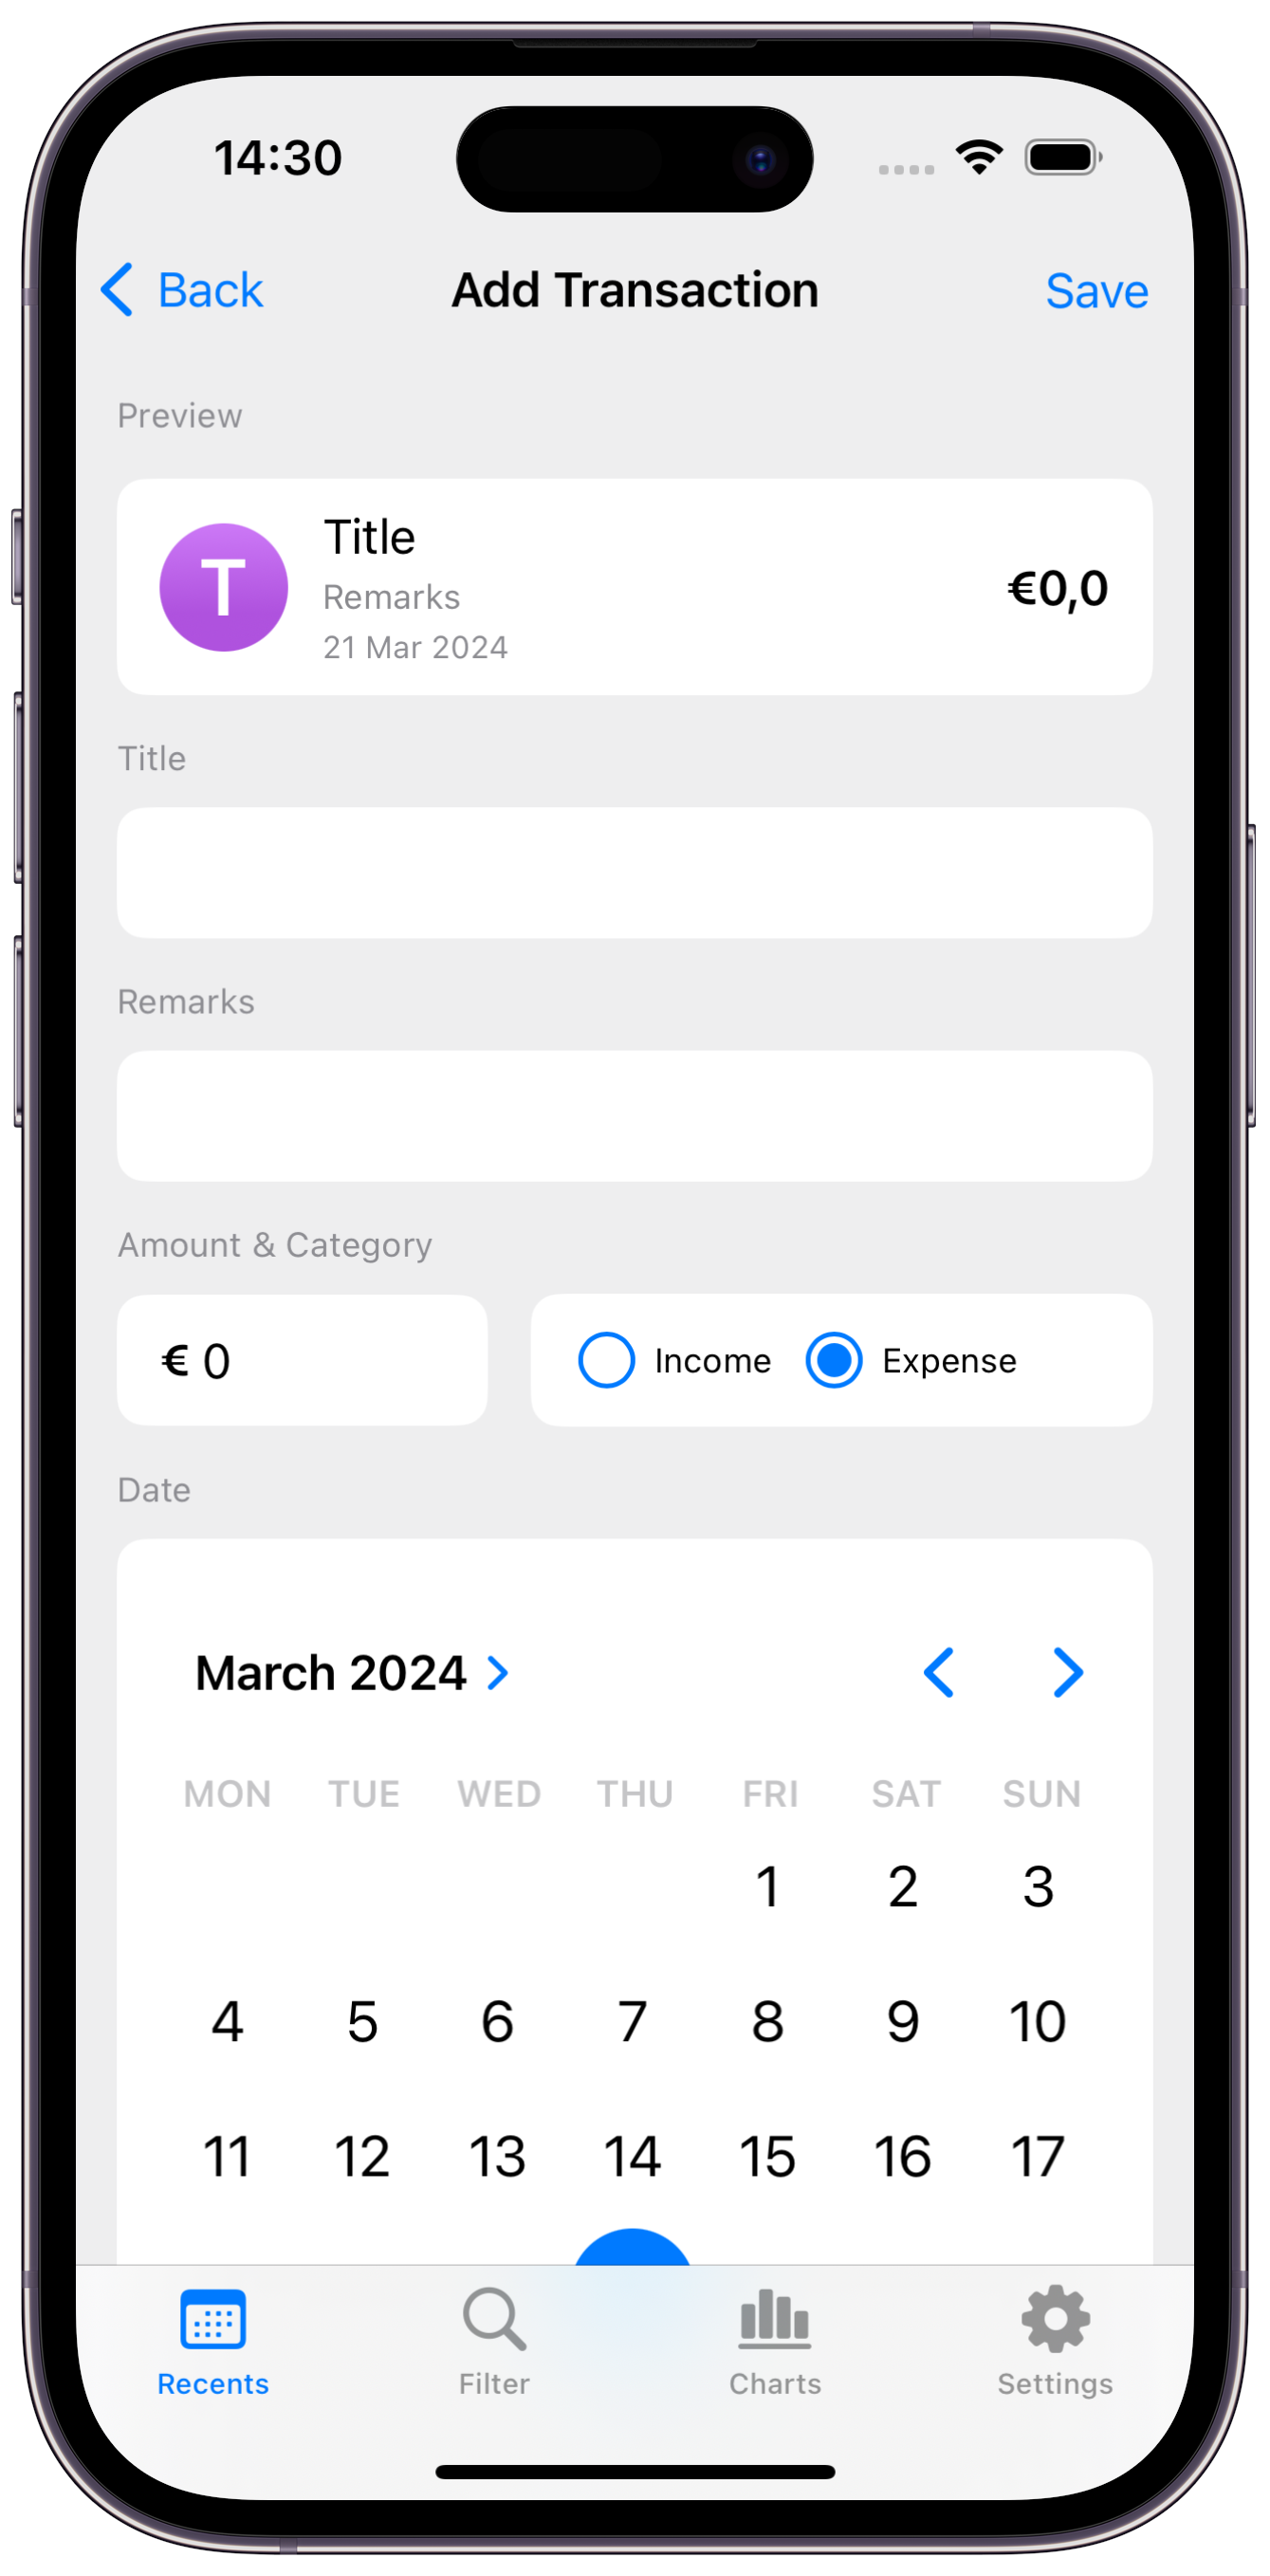 14:30
Back Add Transaction Save
Preview
T
Title
Remarks
21 Mar 2024
€0,0
Title
Remarks
Amount & Category
€ 0
Income Expense
Date
March 2024
MON TUE WED THU FRI SAT SUN
1 2 3
4 5 6 7 8 9 10
11 12 13 14 15 16 17
Recents Filter Charts Settings